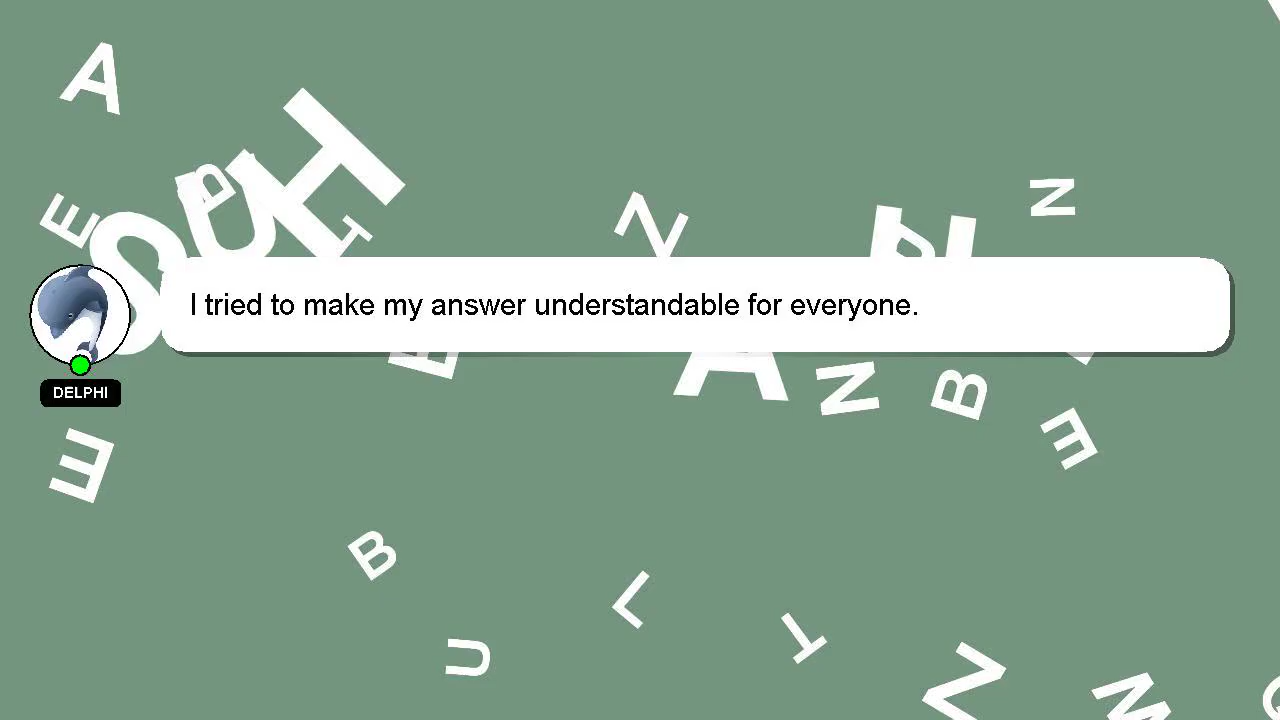 I tried to make my answer understandable for everyone.
DELPHI
A
E
B
S
U
H
L
Z
N
A
N
B
E
E
B
L
U
T
Z